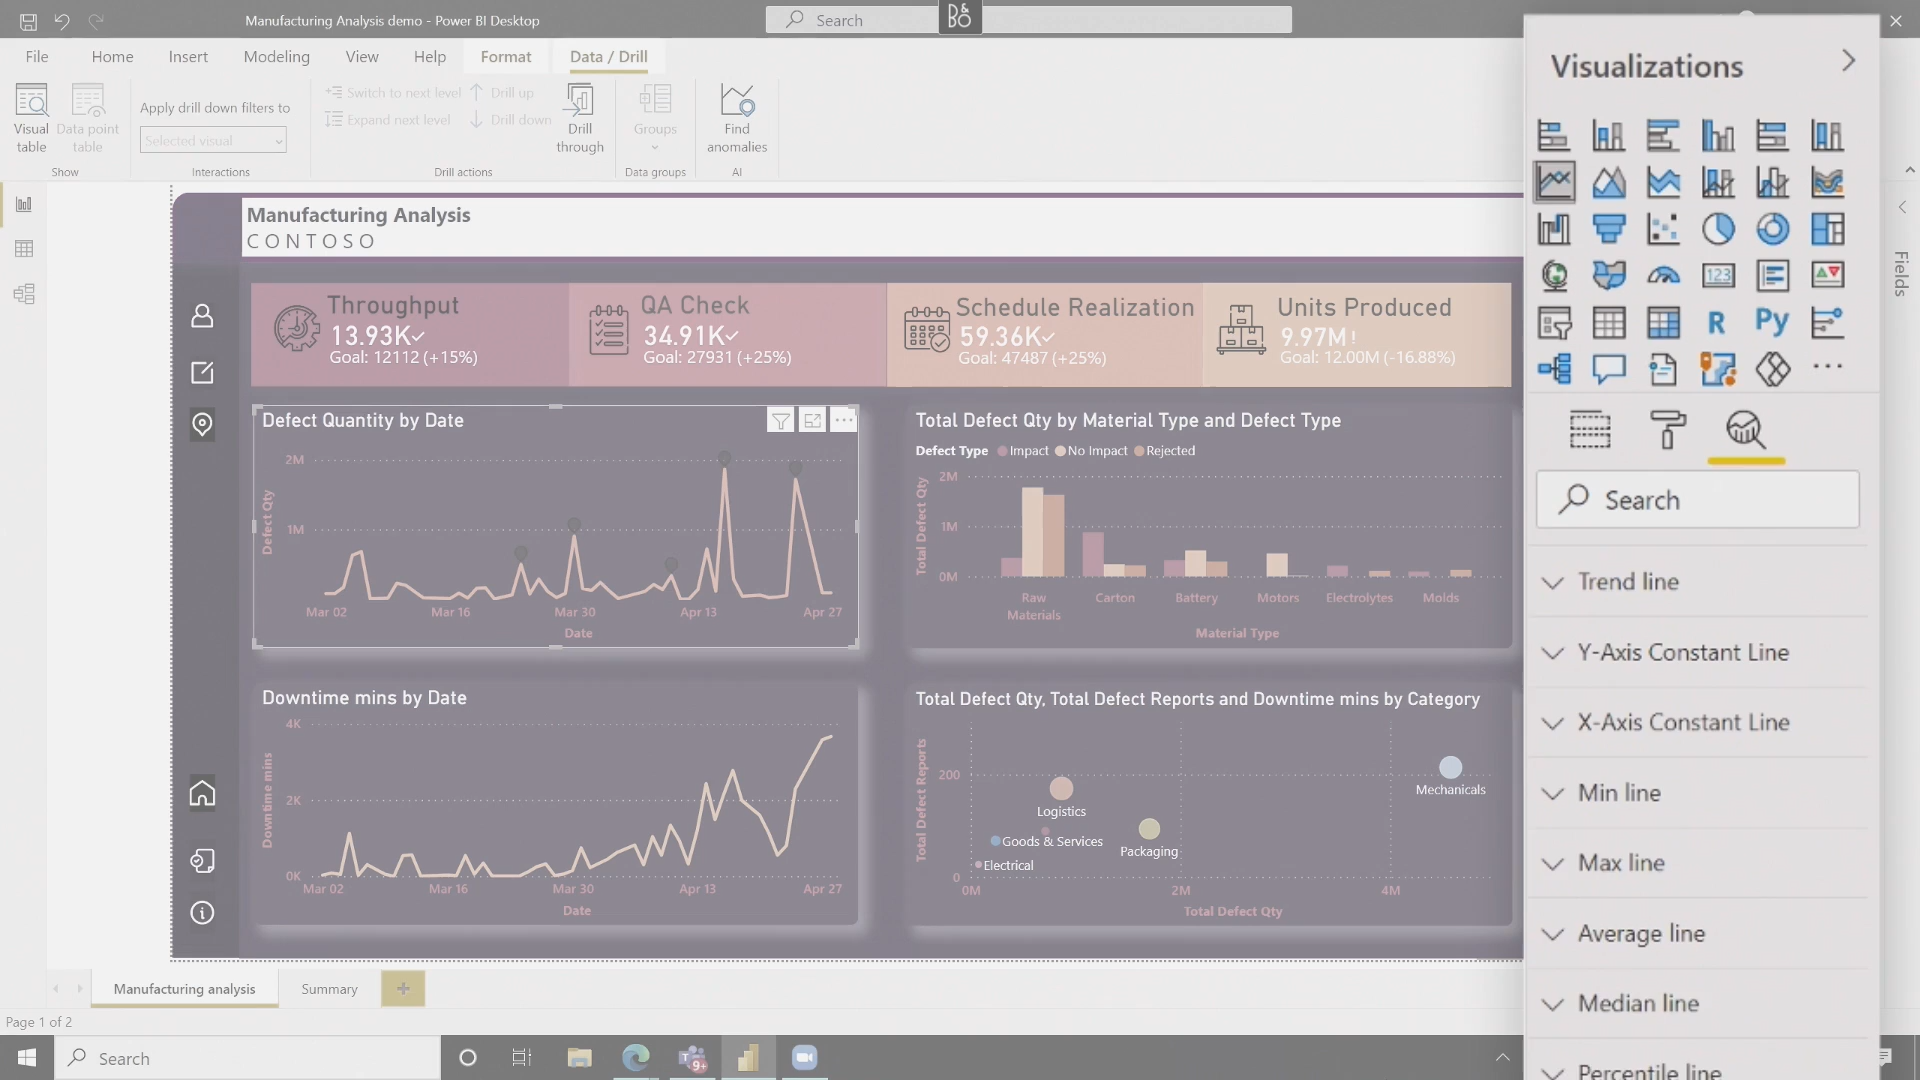 Manufacturing Analysis demo - Power BI Desktop
Search
B&O
File
Home
Insert
Modeling
View
Help
Format
Data / Drill
Visual table
Data point table
Show
Apply drill down filters to
Selected visual
Interactions
Switch to next level
Expand next level
Drill up
Drill down
Drill through
Drill actions
Groups
Data groups
Find anomalies
AI
Manufacturing Analysis
CONTOSO
Throughput
13.93K✓
Goal: 12112 (+15%)
QA Check
34.91K✓
Goal: 27931 (+25%)
Schedule Realization
59.36K✓
Goal: 47487 (+25%)
Units Produced
9.97M!
Goal: 12.00M (-16.88%)
Defect Quantity by Date
2M
1M
Defect Qty
Mar 02
Mar 16
Mar 30
Apr 13
Apr 27
Date
Total Defect Qty by Material Type and Defect Type
Defect Type Impact No Impact Rejected
2M
1M
0M
Total Defect Qty
Raw Materials
Carton
Battery
Motors
Electrolytes
Molds
Material Type
Downtime mins by Date
4K
2K
0K
Downtime mins
Mar 02
Mar 16
Mar 30
Apr 13
Apr 27
Date
Total Defect Qty, Total Defect Reports and Downtime mins by Category
200
0
Total Defect Reports
Mechanicals
Logistics
Goods & Services
Packaging
Electrical
0M
2M
4M
Total Defect Qty
Manufacturing analysis
Summary
+
Page 1 of 2
Search
9+
Visualizations
123
R
Py
Search
Trend line
Y-Axis Constant Line
X-Axis Constant Line
Min line
Max line
Average line
Median line
Percentile line
Fields